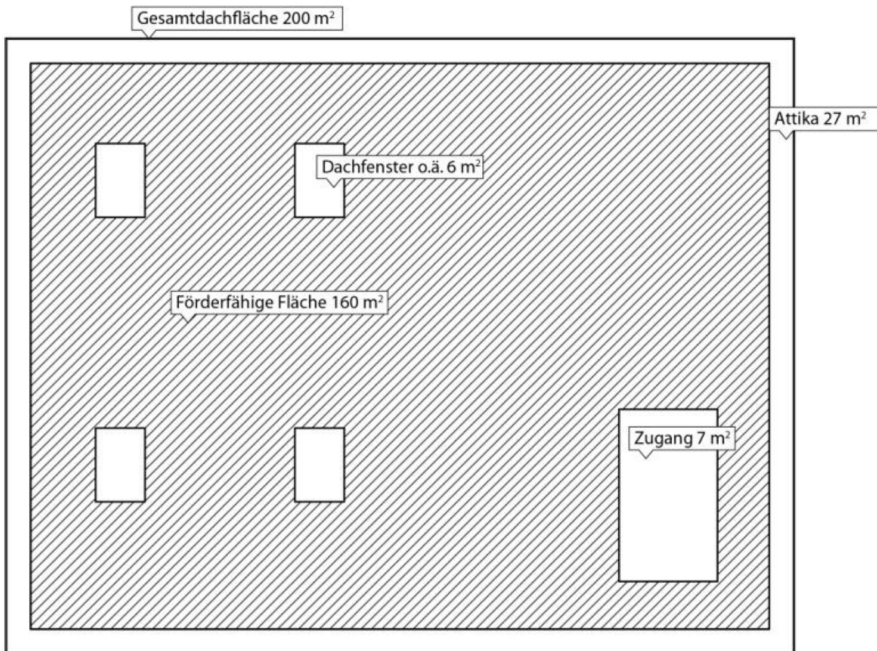 Gesamtdachfläche 200 m²
Attika 27 m²
Dachfenster o.ä. 6 m²
Förderfähige Fläche 160 m²
Zugang 7 m²